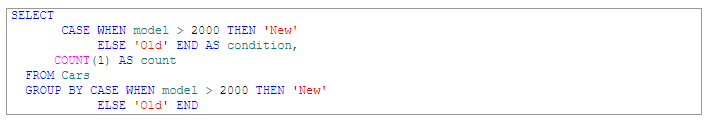 SELECT
CASE WHEN model > 2000 THEN 'New'
ELSE 'Old' END AS condition,
COUNT(1) AS count
FROM Cars
GROUP BY CASE WHEN model > 2000 THEN 'New'
ELSE 'Old' END